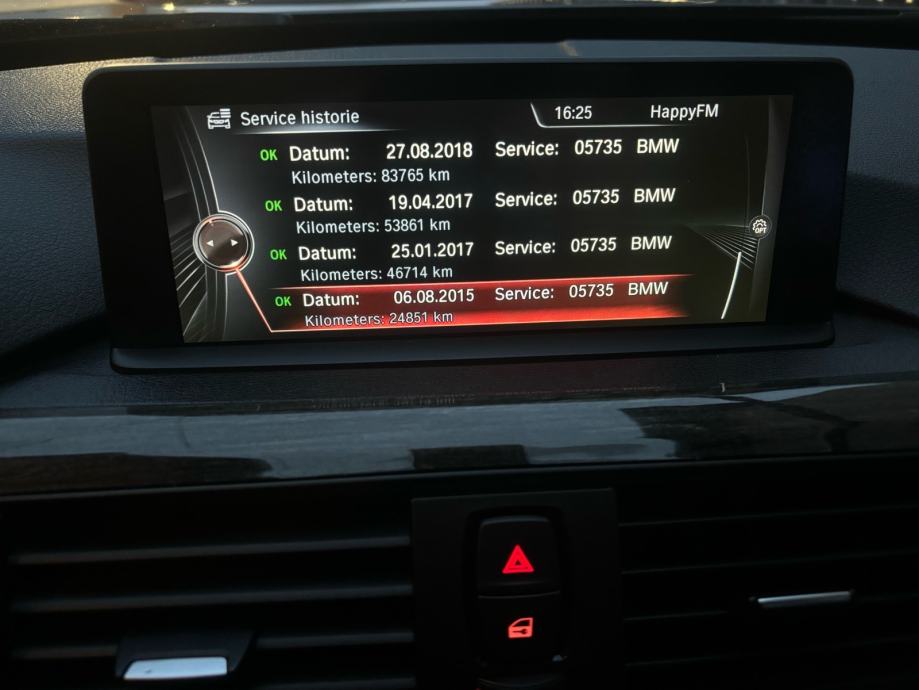 Service historie 16:25 HappyFM
OK Datum: 27.08.2018 Service: 05735 BMW
Kilometers: 83765 km
OK Datum: 19.04.2017 Service: 05735 BMW
Kilometers: 53861 km
OK Datum: 25.01.2017 Service: 05735 BMW
Kilometers: 46714 km
OK Datum: 06.08.2015 Service: 05735 BMW
Kilometers: 24851 km
OPT